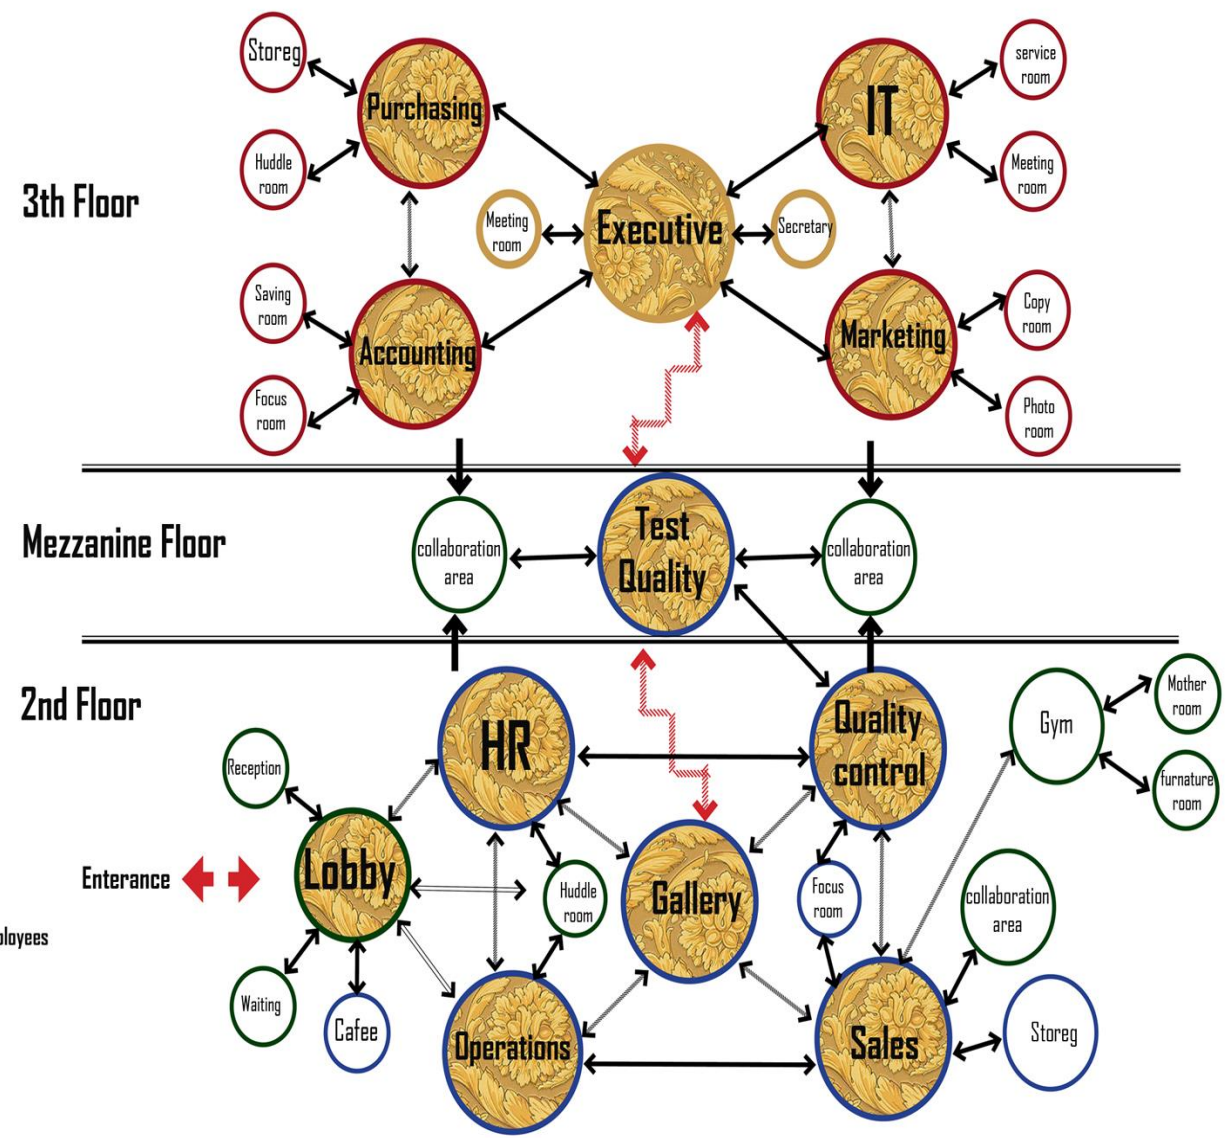 Storeg
Purchasing
Huddle
room
IT
service
room
Meeting
room
3th Floor
Meeting
room
Executive
Secretary
Saving
room
Accounting
Focus
room
Marketing
Copy
room
Photo
room
Mezzanine Floor
collaboration
area
Test
Quality
collaboration
area
2nd Floor
HR
Quality
control
Gym
Mother
room
furnature
room
Reception
Lobby
Enterance
Huddle
room
Gallery
Focus
room
collaboration
area
Waiting
Cafee
Operations
Sales
Storeg